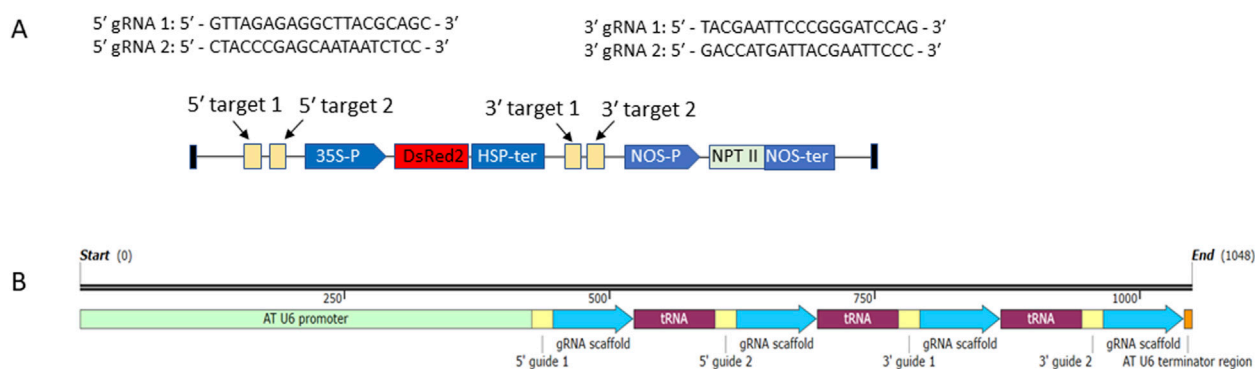 A
5′ gRNA 1: 5′ - GTTAGAGAGGCTTACGCAGC - 3′
5′ gRNA 2: 5′ - CTACCCGAGCAATAATCTCC - 3′
3′ gRNA 1: 5′ - TACGAATTCCCGGGATCCAG - 3′
3′ gRNA 2: 5′ - GACCATGATTACGAATTCCC - 3′
5′ target 1 5′ target 2 3′ target 1 3′ target 2
35S-P DsRed2 HSP-ter NOS-P NPT II NOS-ter
B
Start (0) End (1048)
250 500 750 1000
AT U6 promoter tRNA tRNA tRNA
gRNA scaffold gRNA scaffold gRNA scaffold gRNA scaffold
5' guide 1 5' guide 2 3' guide 1 3' guide 2 AT U6 terminator region